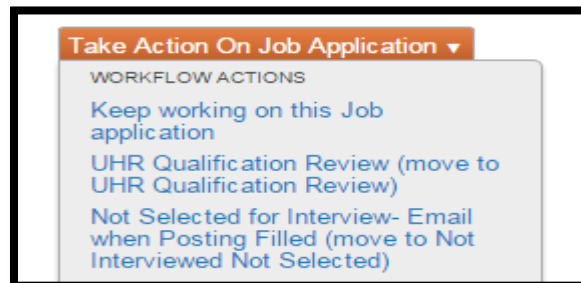 Take Action On Job Application ▼
WORKFLOW ACTIONS
Keep working on this Job
application
UHR Qualification Review (move to
UHR Qualification Review)
Not Selected for Interview- Email
when Posting Filled (move to Not
Interviewed Not Selected)